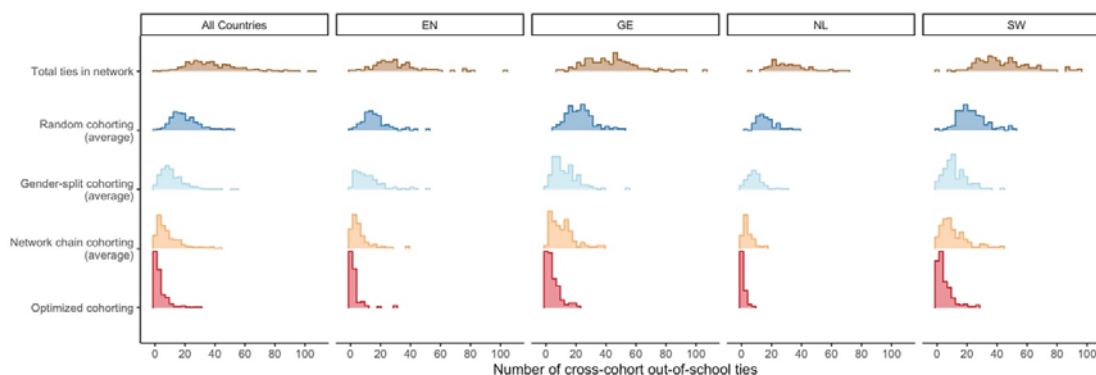 All Countries EN GE NL SW
Total ties in network
Random cohorting
(average)
Gender-split cohorting
(average)
Network chain cohorting
(average)
Optimized cohorting
0 20 40 60 80 100 0 20 40 60 80 100 0 20 40 60 80 100 0 20 40 60 80 100 0 20 40 60 80 100
Number of cross-cohort out-of-school ties